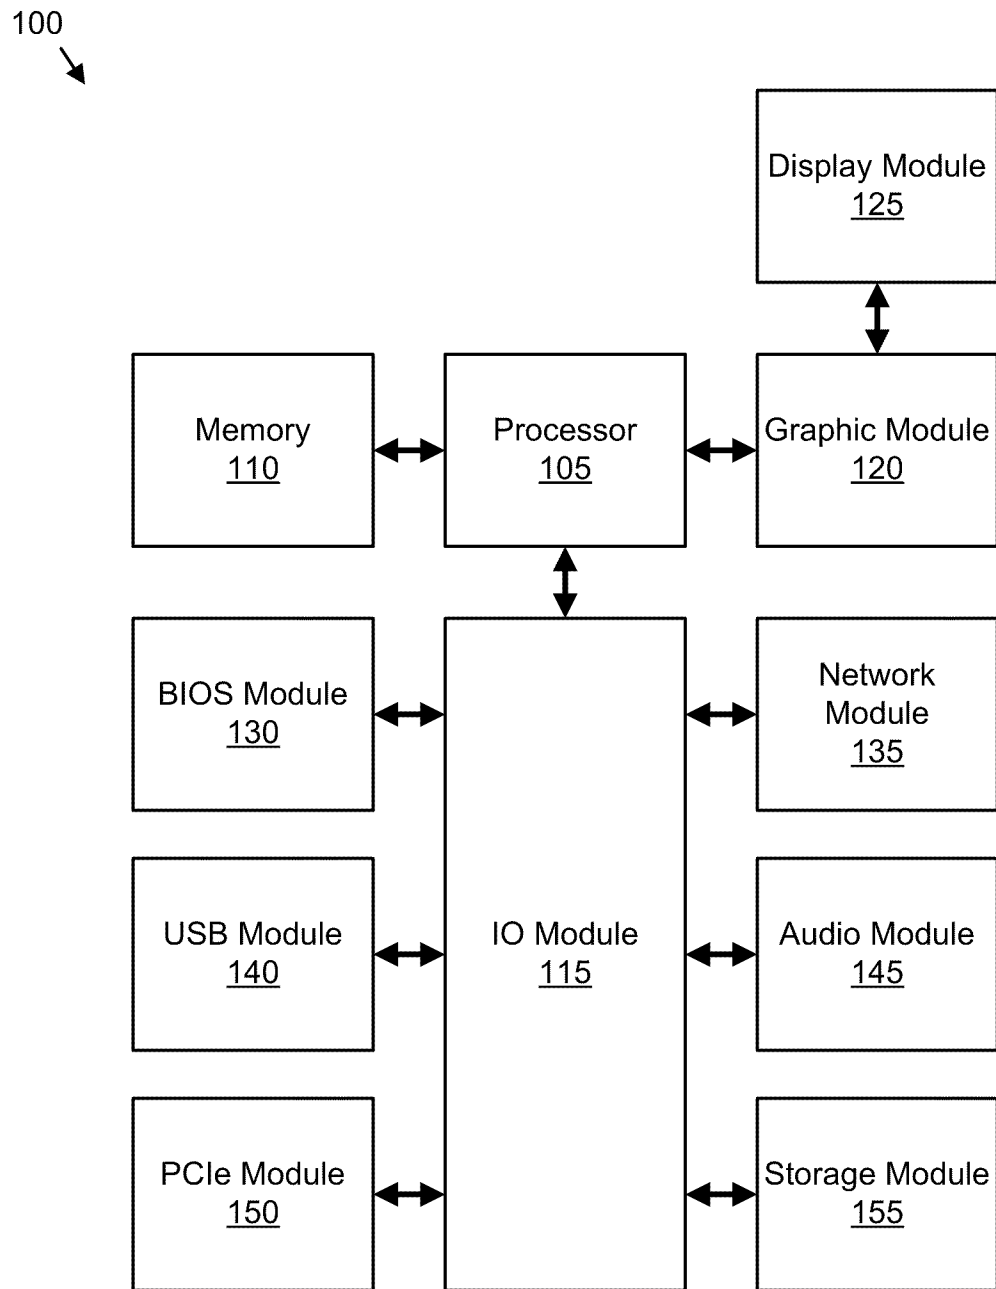 100
Display Module
125
Memory
110
Processor
105
Graphic Module
120
BIOS Module
130
Network
Module
135
USB Module
140
IO Module
115
Audio Module
145
PCIe Module
150
Storage Module
155